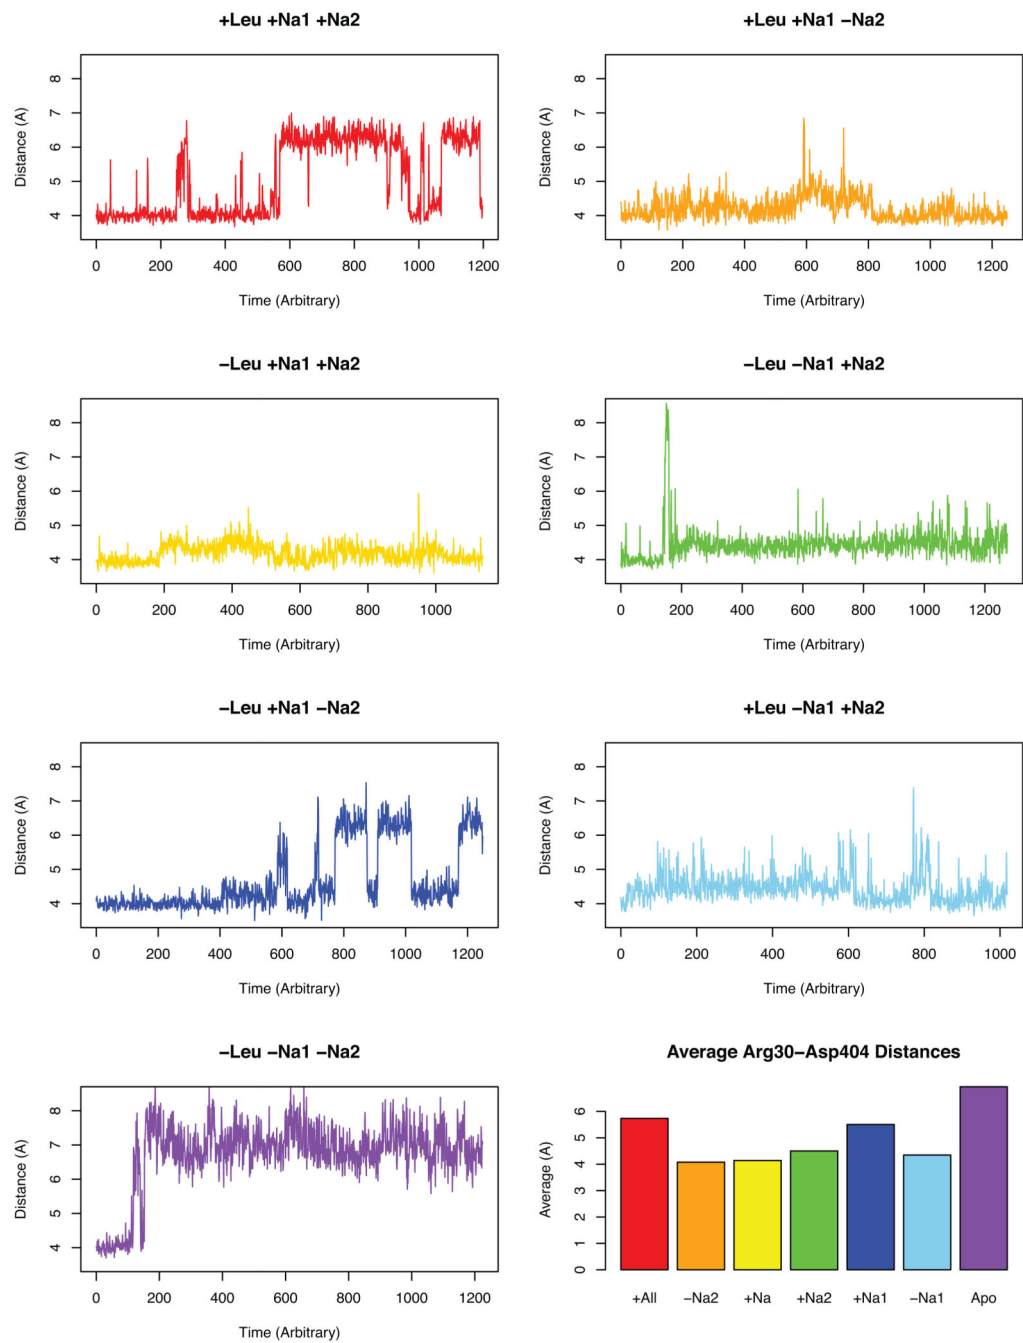 +Leu +Na1 +Na2
Distance (A)
8
7
6
5
4
0 200 400 600 800 1000 1200
Time (Arbitrary)
+Leu +Na1 −Na2
Distance (A)
8
7
6
5
4
0 200 400 600 800 1000 1200
Time (Arbitrary)
−Leu +Na1 +Na2
Distance (A)
8
7
6
5
4
0 200 400 600 800 1000
Time (Arbitrary)
−Leu −Na1 +Na2
Distance (A)
8
7
6
5
4
0 200 400 600 800 1000 1200
Time (Arbitrary)
−Leu +Na1 −Na2
Distance (A)
8
7
6
5
4
0 200 400 600 800 1000 1200
Time (Arbitrary)
+Leu −Na1 +Na2
Distance (A)
8
7
6
5
4
0 200 400 600 800 1000
Time (Arbitrary)
−Leu −Na1 −Na2
Distance (A)
8
7
6
5
4
0 200 400 600 800 1000 1200
Time (Arbitrary)
Average Arg30−Asp404 Distances
Average (A)
6
5
4
3
2
1
0
+All −Na2 +Na +Na2 +Na1 −Na1 Apo